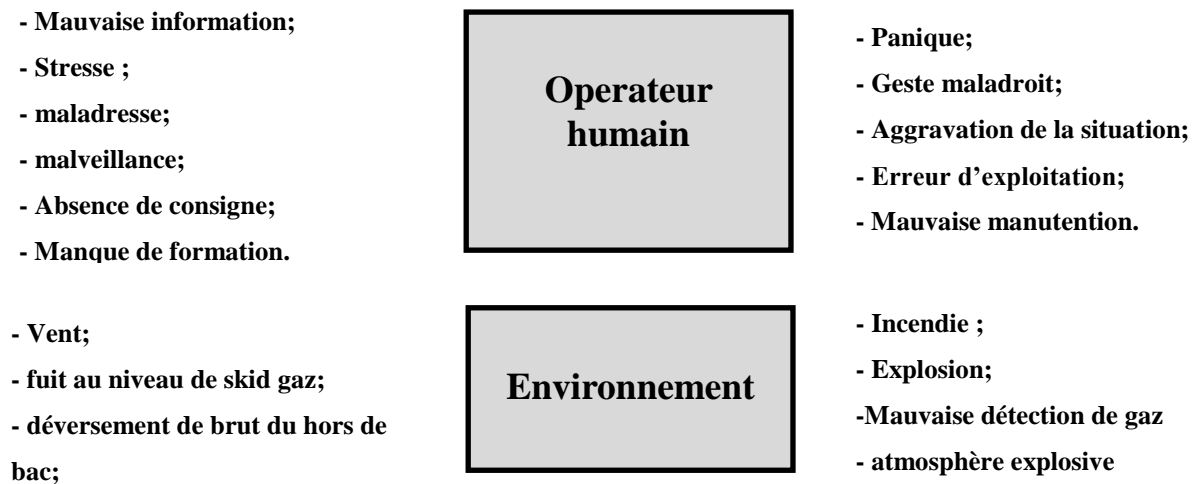 - Mauvaise information;
- Stresse ;
- maladresse;
- malveillance;
- Absence de consigne;
- Manque de formation.
Operateur
humain
- Panique;
- Geste maladroit;
- Aggravation de la situation;
- Erreur d’exploitation;
- Mauvaise manutention.
- Vent;
- fuit au niveau de skid gaz;
- déversement de brut du hors de
bac;
Environnement
- Incendie ;
- Explosion;
-Mauvaise détection de gaz
- atmosphère explosive